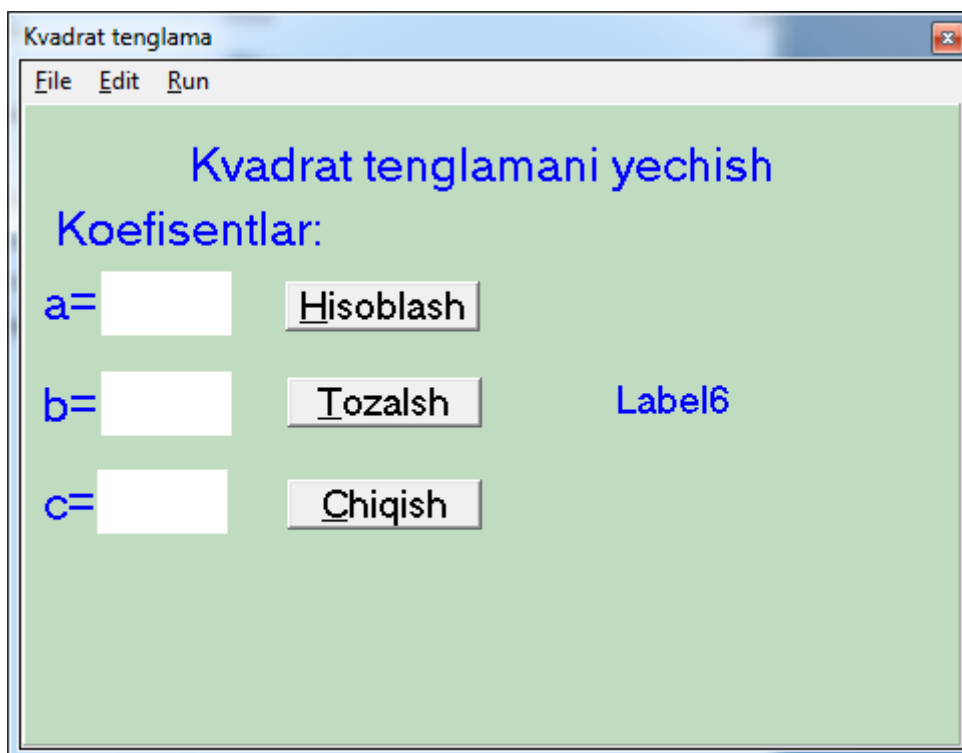 Kvadrat tenglama
File Edit Run
Kvadrat tenglamani yechish
Koefisentlar:
a= Hisoblash
b= Tozalsh Label6
c= Chiqish